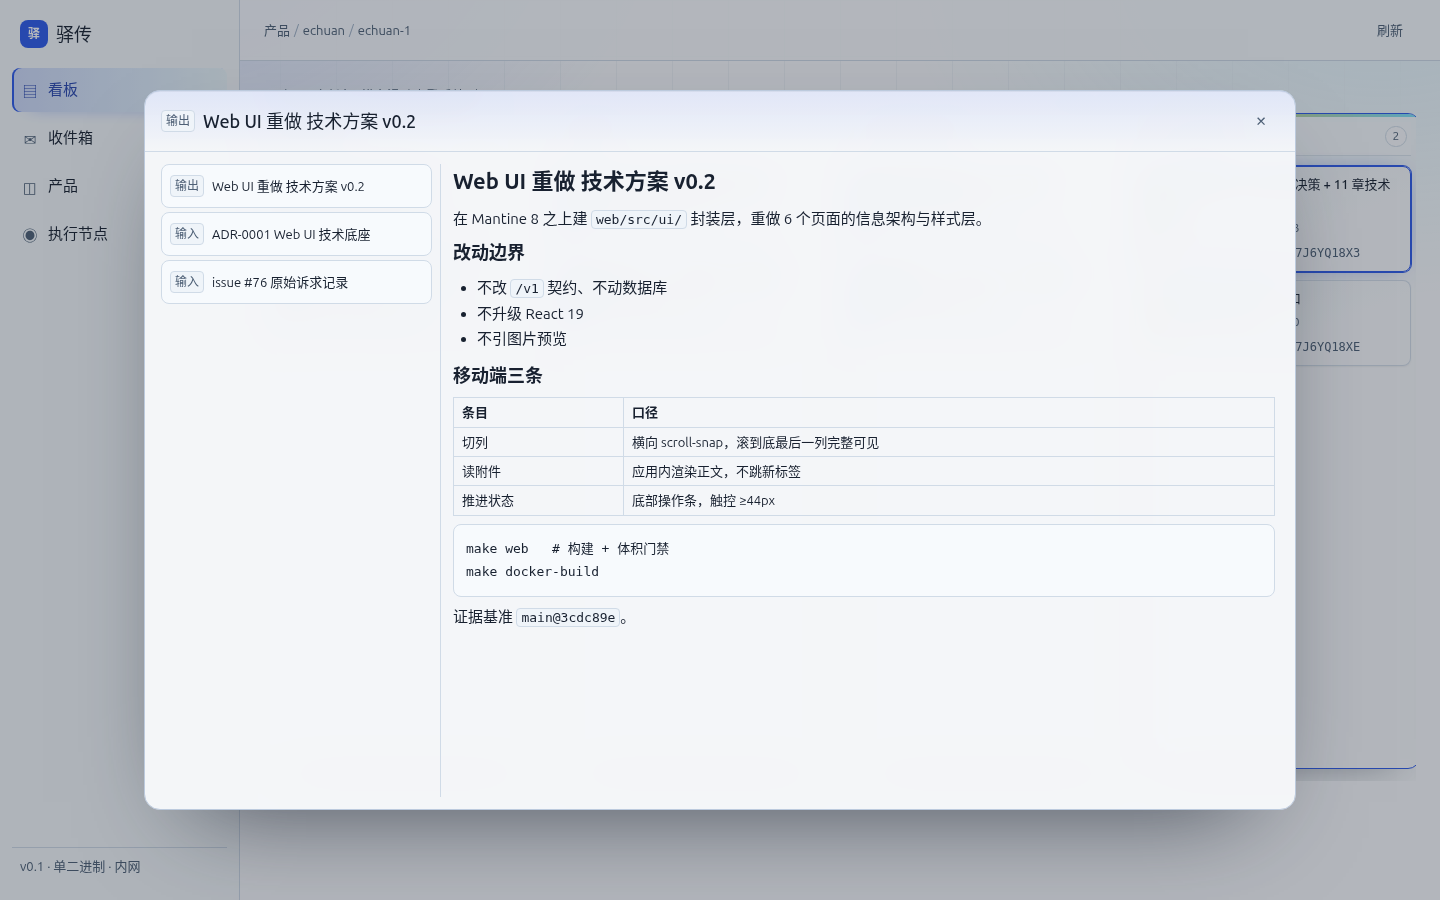 驿 驿传
产品 / echuan / echuan-1
刷新
看板
收件箱
产品
执行节点
v0.1 · 单二进制 · 内网
输出 Web UI 重做 技术方案 v0.2
×
输出 Web UI 重做 技术方案 v0.2
输入 ADR-0001 Web UI 技术底座
输入 issue #76 原始诉求记录
Web UI 重做 技术方案 v0.2
在 Mantine 8 之上建 web/src/ui/ 封装层，重做 6 个页面的信息架构与样式层。
改动边界
• 不改 /v1 契约、不动数据库
• 不升级 React 19
• 不引图片预览
移动端三条
条目 口径
切列 横向 scroll-snap，滚到底最后一列完整可见
读附件 应用内渲染正文，不跳新标签
推进状态 底部操作条，触控 ≥44px
make web # 构建 + 体积门禁
make docker-build
证据基准 main@3cdc89e。
2
决策 + 11 章技术
7J6YQ18X3
7J6YQ18XE